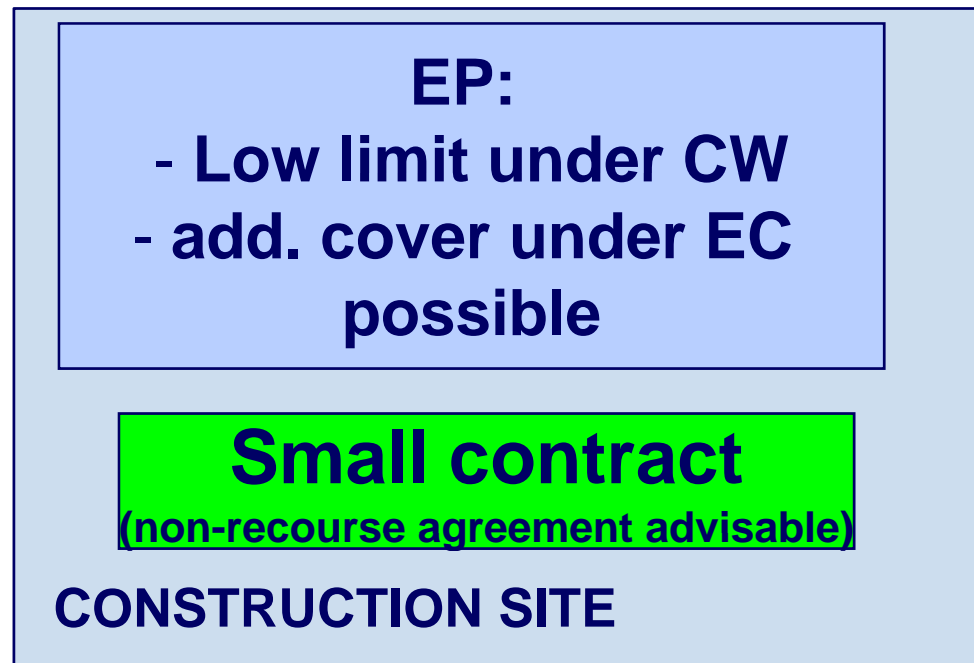 EP:
- Low limit under CW
- add. cover under EC
possible
Small contract
(non-recourse agreement advisable)
CONSTRUCTION SITE